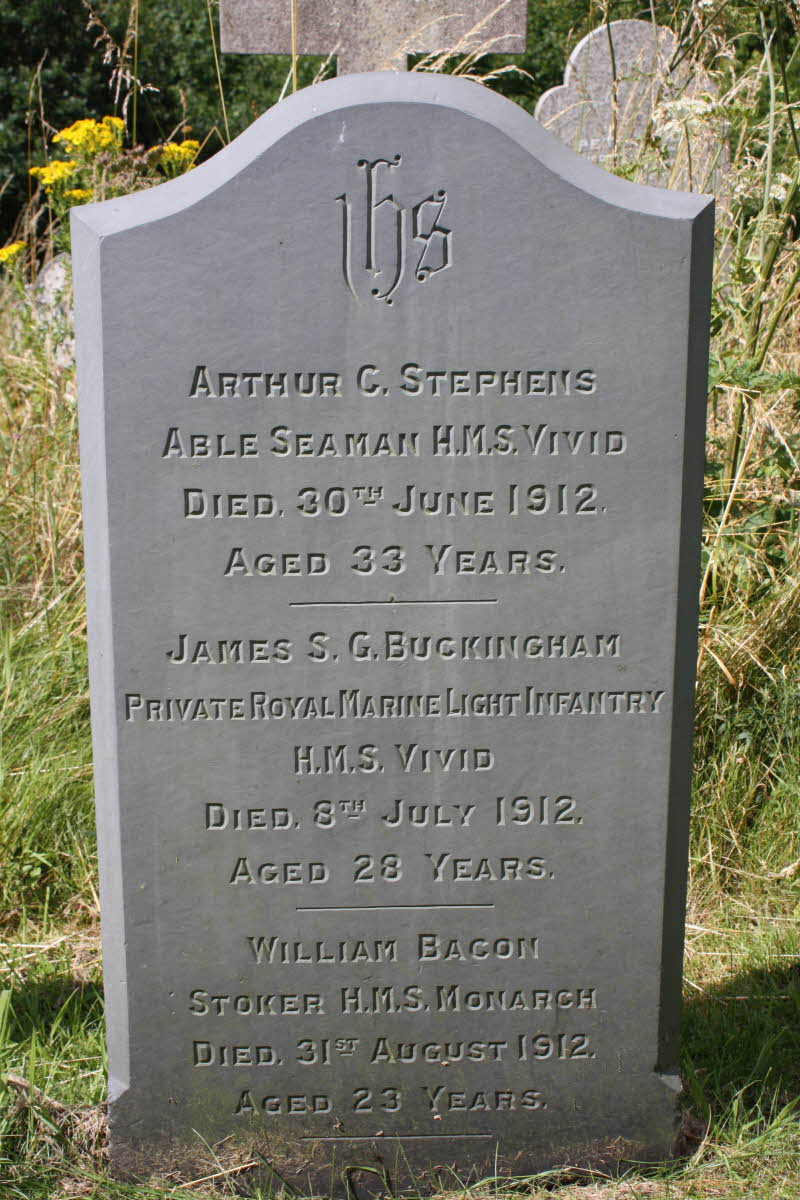 ihs
ARTHUR C. STEPHENS
ABLE SEAMAN H.M.S. VIVID
DIED. 30TH JUNE 1912.
AGED 33 YEARS.
JAMES S. G. BUCKINGHAM
PRIVATE ROYAL MARINE LIGHT INFANTRY
H.M.S. VIVID
DIED. 8TH JULY 1912.
AGED 28 YEARS.
WILLIAM BACON
STOKER H.M.S. MONARCH
DIED. 31ST AUGUST 1912.
AGED 23 YEARS.